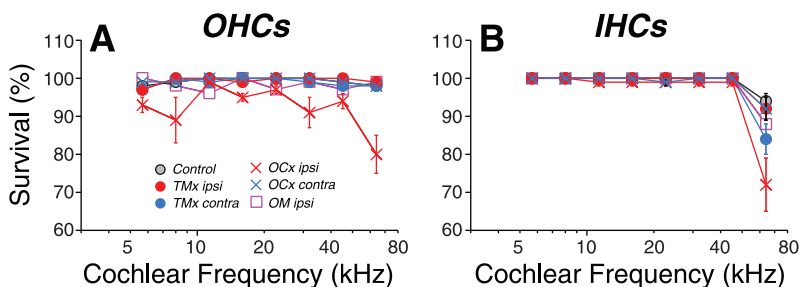 A
OHCs
110
100
90
80
70
60
Survival (%)
Control
TMx ipsi
TMx contra
OCx ipsi
OCx contra
OM ipsi
5
10
20
40
80
Cochlear Frequency (kHz)
B
IHCs
110
100
90
80
70
60
5
10
20
40
80
Cochlear Frequency (kHz)